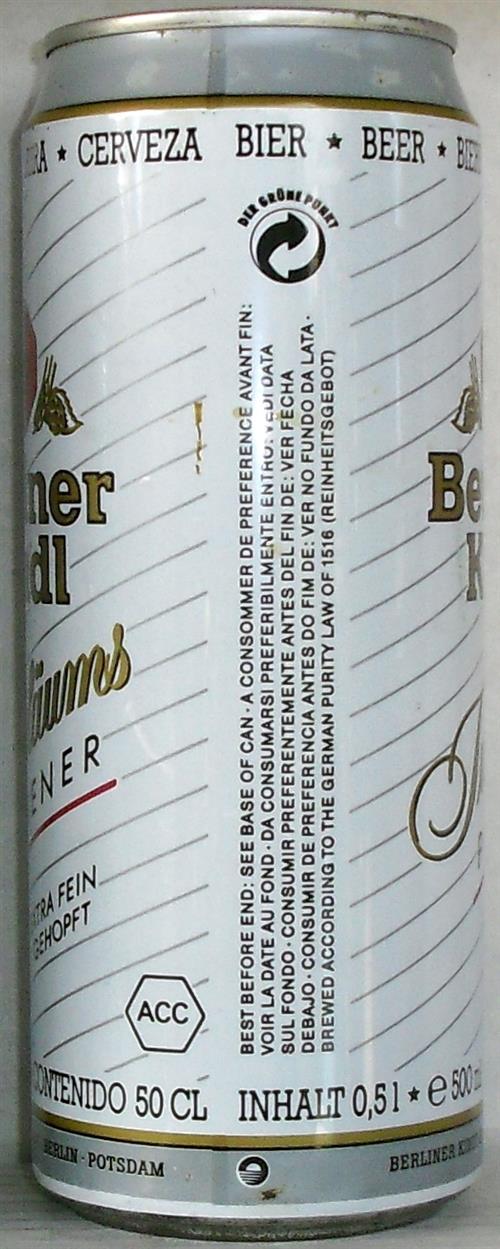 ★ CERVEZA BIER ★ BEER ★
DER GRÜNE PUNKT
BEST BEFORE END: SEE BASE OF CAN · A CONSOMMER DE PREFERENCE AVANT FIN:
VOIR LA DATE AU FOND · DA CONSUMARSI PREFERIBILMENTE ENTRO: VEDI DATA
SUL FONDO · CONSUMIR PREFERENTEMENTE ANTES DEL FIN DE: VER FECHA
DEBAJO · CONSUMIR DE PREFERENCIA ANTES DO FIM DE: VER NO FUNDO DA LATA ·
BREWED ACCORDING TO THE GERMAN PURITY LAW OF 1516 (REINHEITSGEBOT)
ner
dl
äums
ENER
TRA FEIN
GEHOPFT
Be
K
ACC
CONTENIDO 50 CL INHALT 0,5 l ★ e 500
BERLIN · POTSDAM
BERLINER